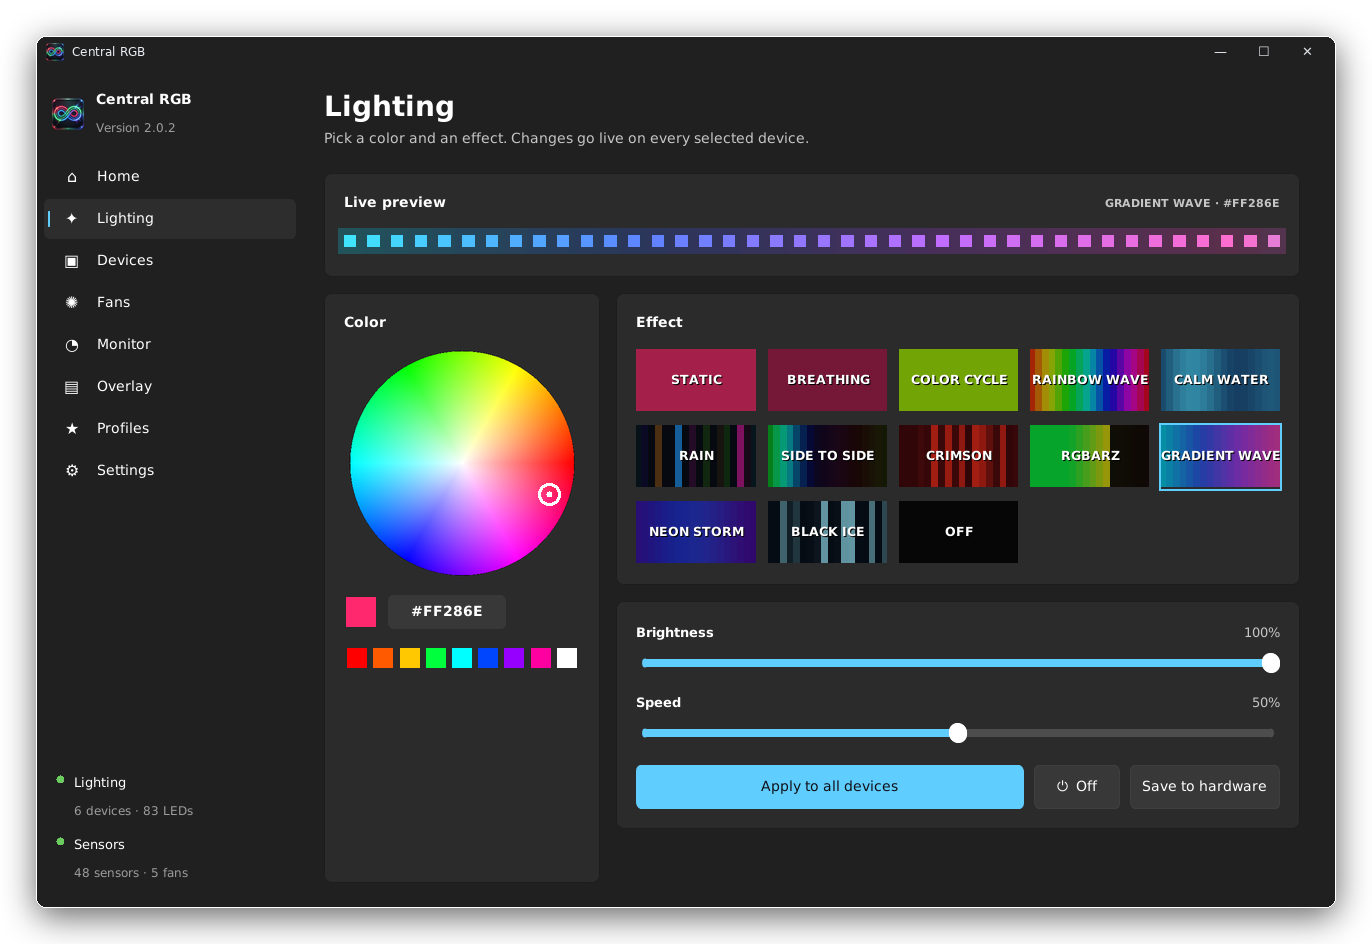 Central RGB
Central RGB
Version 2.0.2
Home
Lighting
Devices
Fans
Monitor
Overlay
Profiles
Settings
Lighting
6 devices · 83 LEDs
Sensors
48 sensors · 5 fans
Lighting
Pick a color and an effect. Changes go live on every selected device.
Live preview
GRADIENT WAVE · #FF286E
Color
#FF286E
Effect
STATIC
BREATHING
COLOR CYCLE
RAINBOW WAVE
CALM WATER
RAIN
SIDE TO SIDE
CRIMSON
RGBARZ
GRADIENT WAVE
NEON STORM
BLACK ICE
OFF
Brightness
100%
Speed
50%
Apply to all devices
Off
Save to hardware